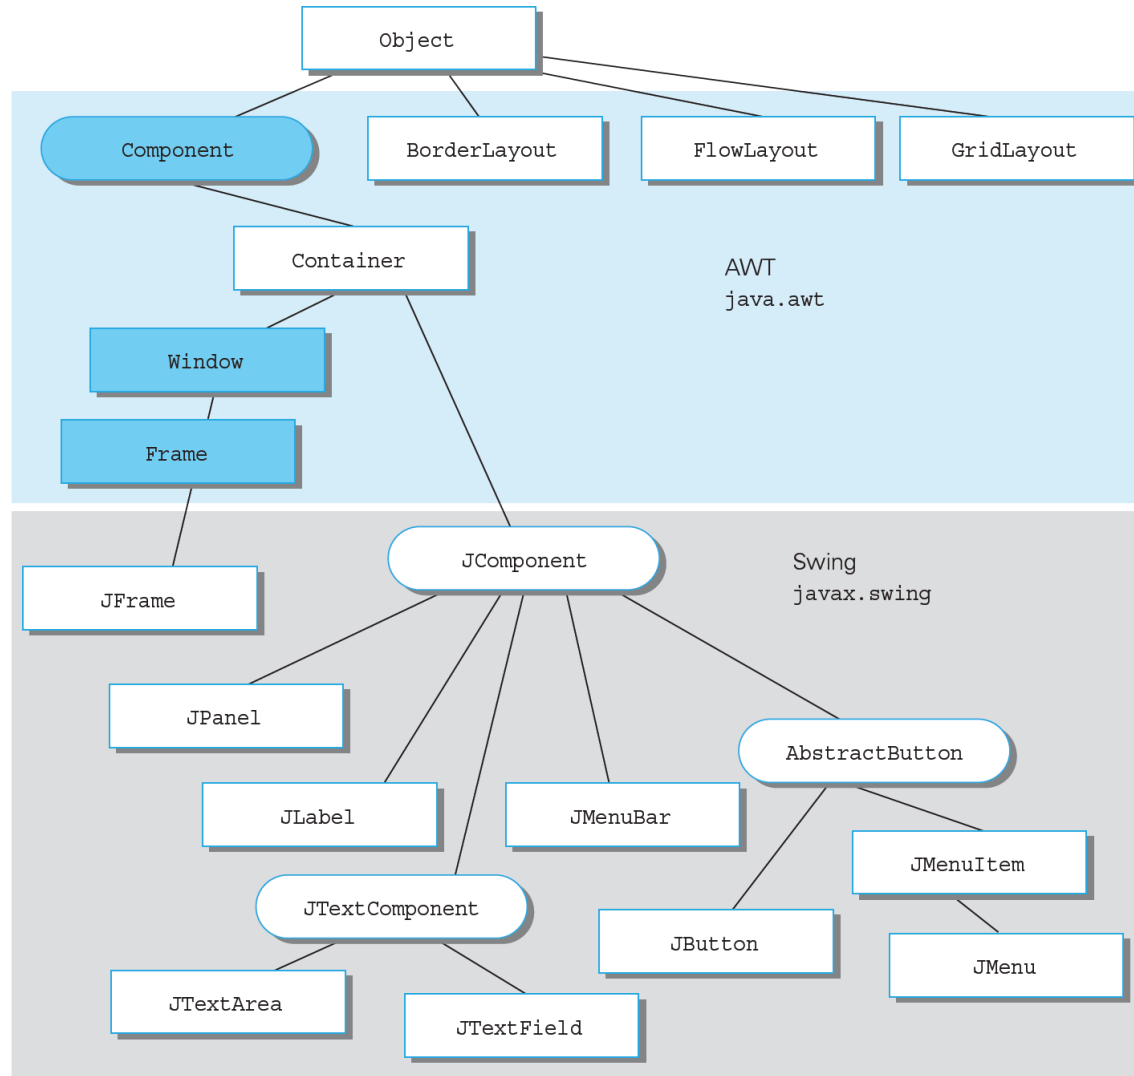 Object
Component
BorderLayout
FlowLayout
GridLayout
Container
AWT
java.awt
Window
Frame
JComponent
Swing
javax.swing
JFrame
JPanel
AbstractButton
JLabel
JMenuBar
JMenuItem
JTextComponent
JButton
JMenu
JTextArea
JTextField